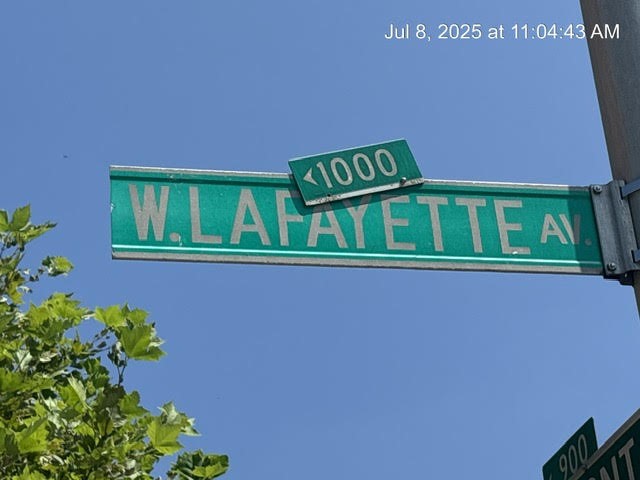 Jul 8, 2025 at 11:04:43 AM
<1000
W. LAFAYETTE AV.
900